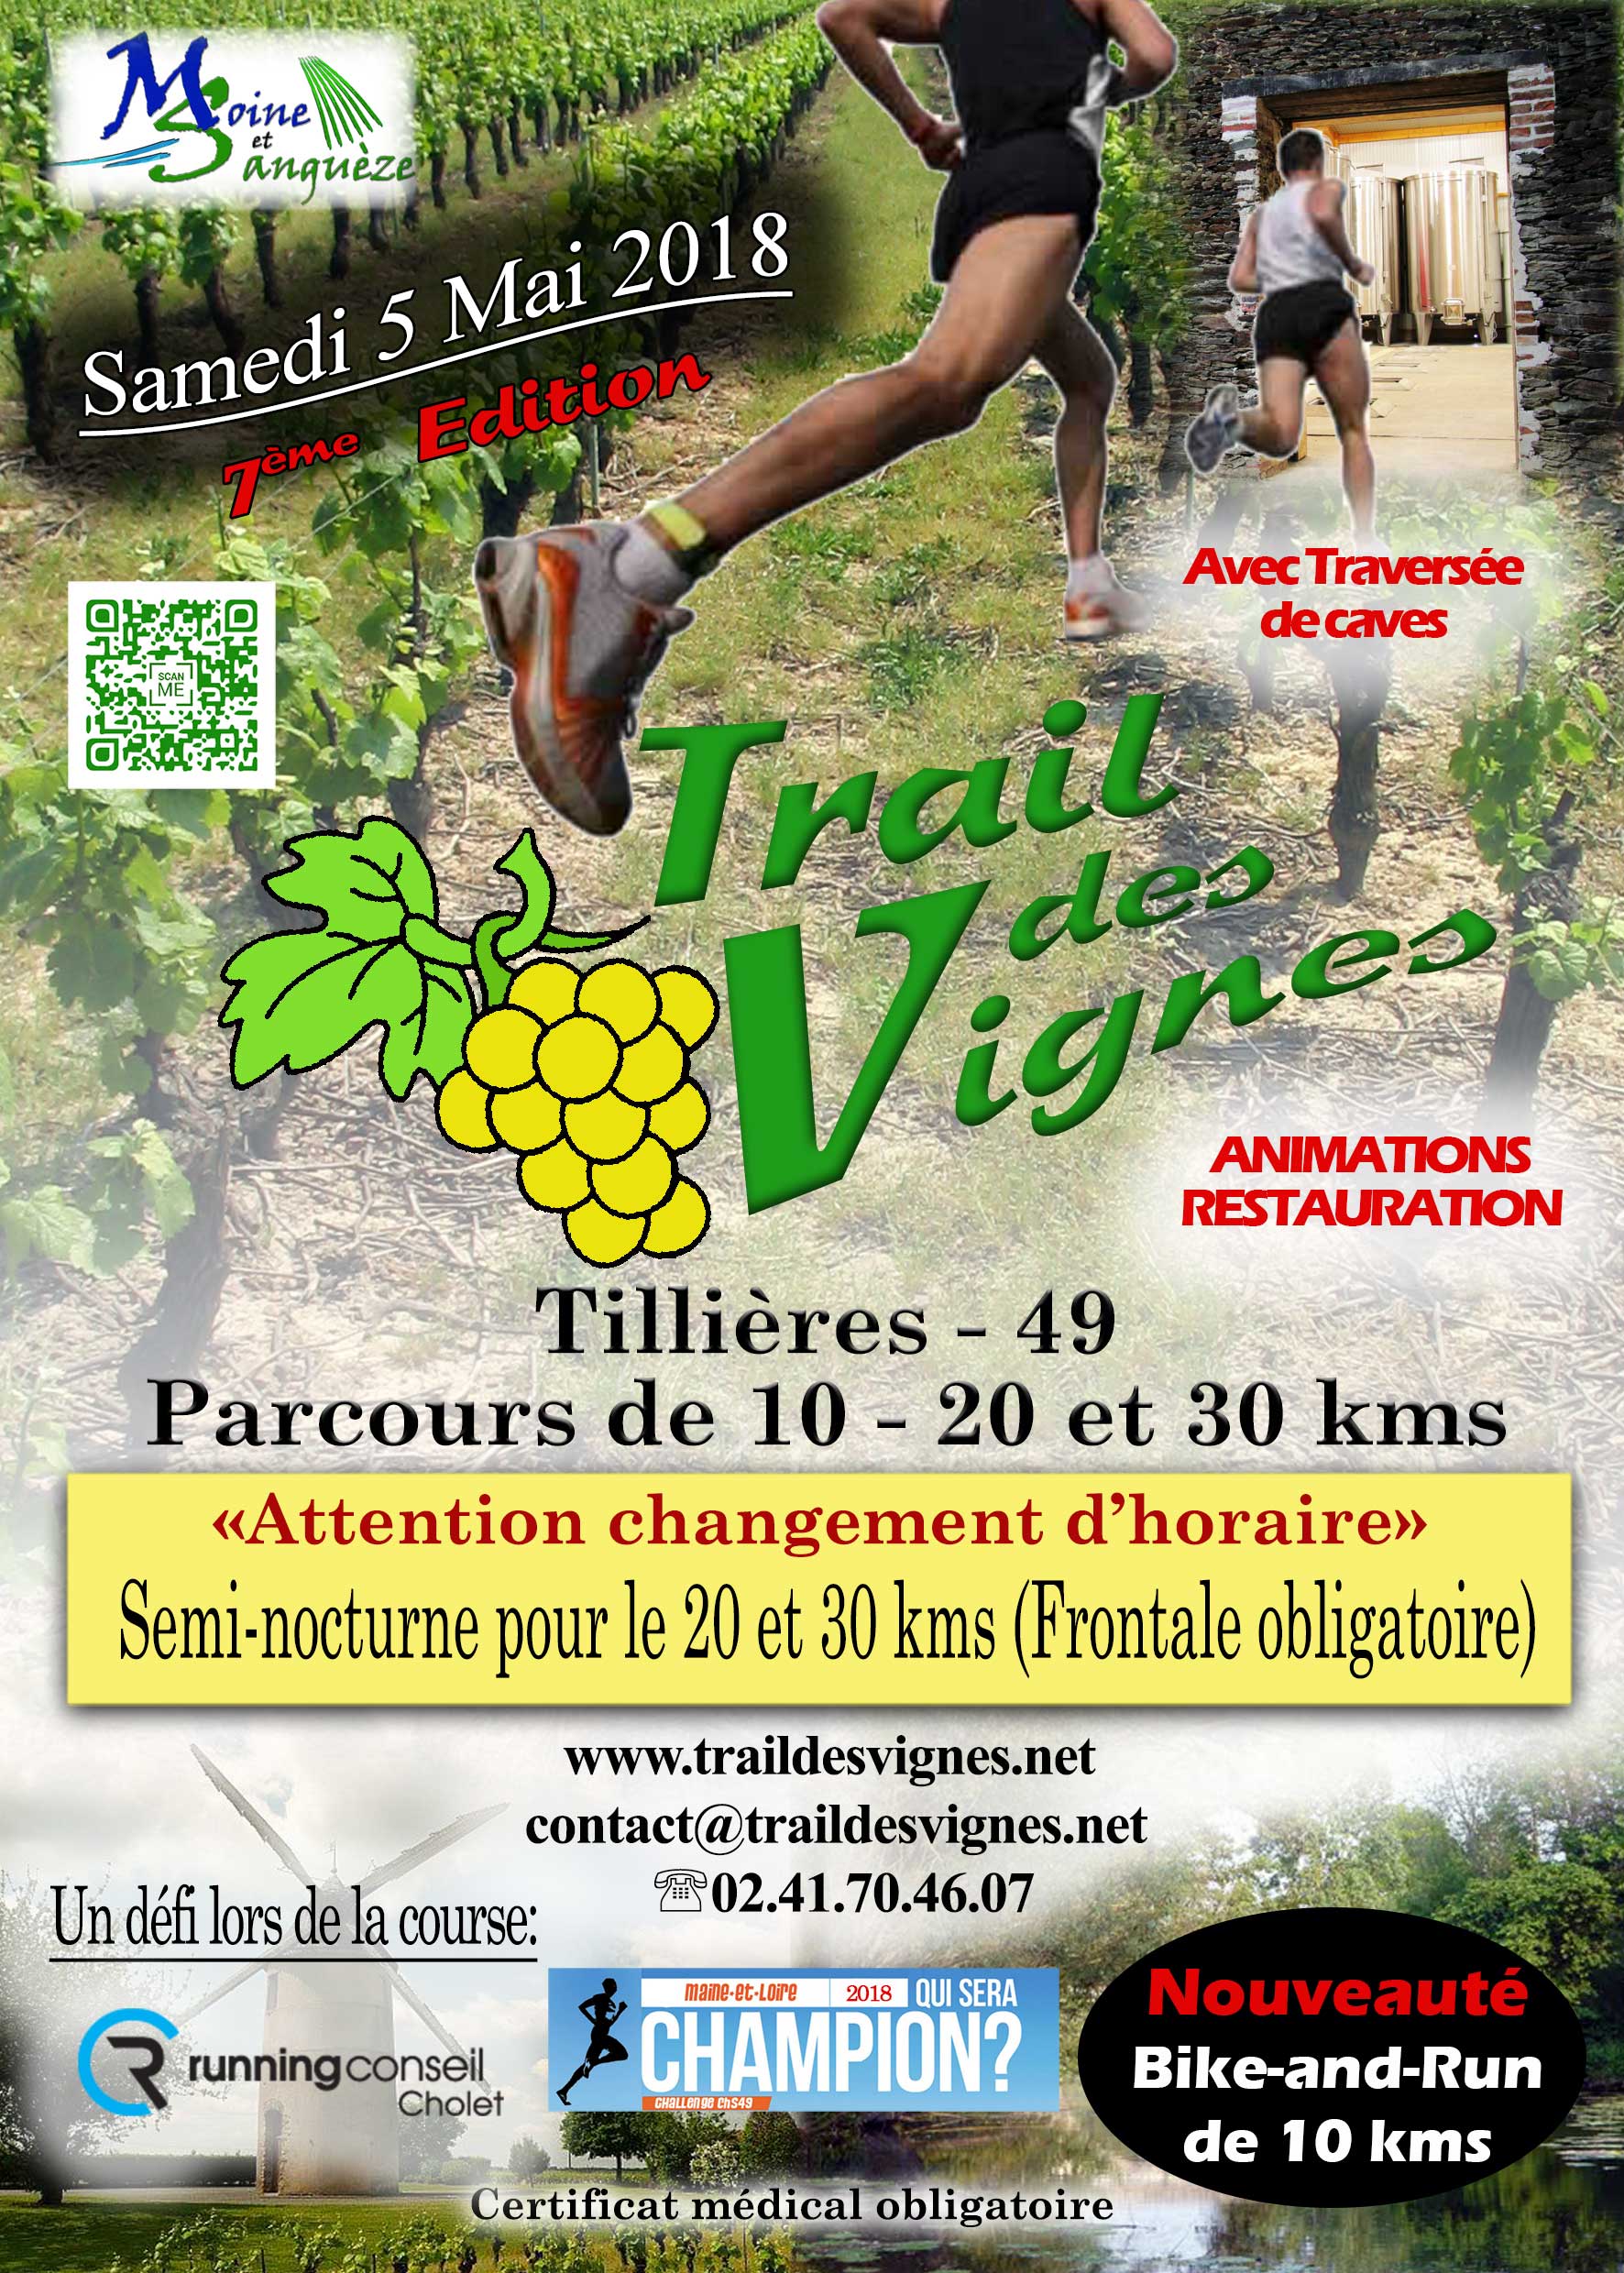 Moine
et
Sanguèze
Samedi 5 Mai 2018
7ème Edition
SCAN
ME
Avec Traversée
de caves
Trail
des
Vignes
ANIMATIONS
RESTAURATION
Tillières - 49
Parcours de 10 - 20 et 30 kms
«Attention changement d'horaire»
Semi-nocturne pour le 20 et 30 kms (Frontale obligatoire)
www.traildesvignes.net
contact@traildesvignes.net
☏02.41.70.46.07
Un défi lors de la course:
runningconseil
Cholet
maine-et-Loire 2018 QUI SERA
CHAMPION?
Challenge ChS49
Nouveauté
Bike-and-Run
de 10 kms
Certificat médical obligatoire